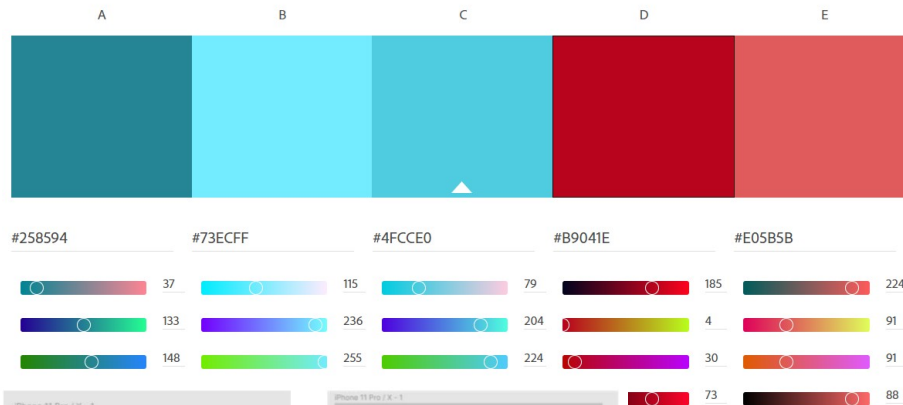 A B C D E
#258594 #73ECFF #4FCCE0 #B9041E #E05B5B
37 115 79 185 224
133 236 204 4 91
148 255 224 30 91
iPhone 11 Pro / X - 1
73 88